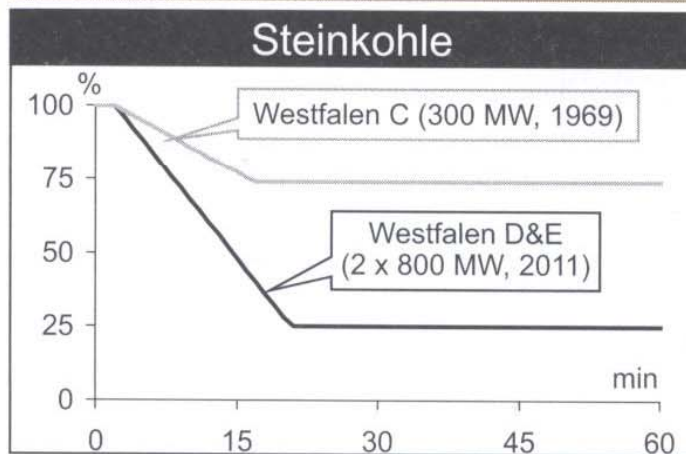 Steinkohle
%
100
75
50
25
0
Westfalen C (300 MW, 1969)
Westfalen D&E
(2 x 800 MW, 2011)
min
0 15 30 45 60